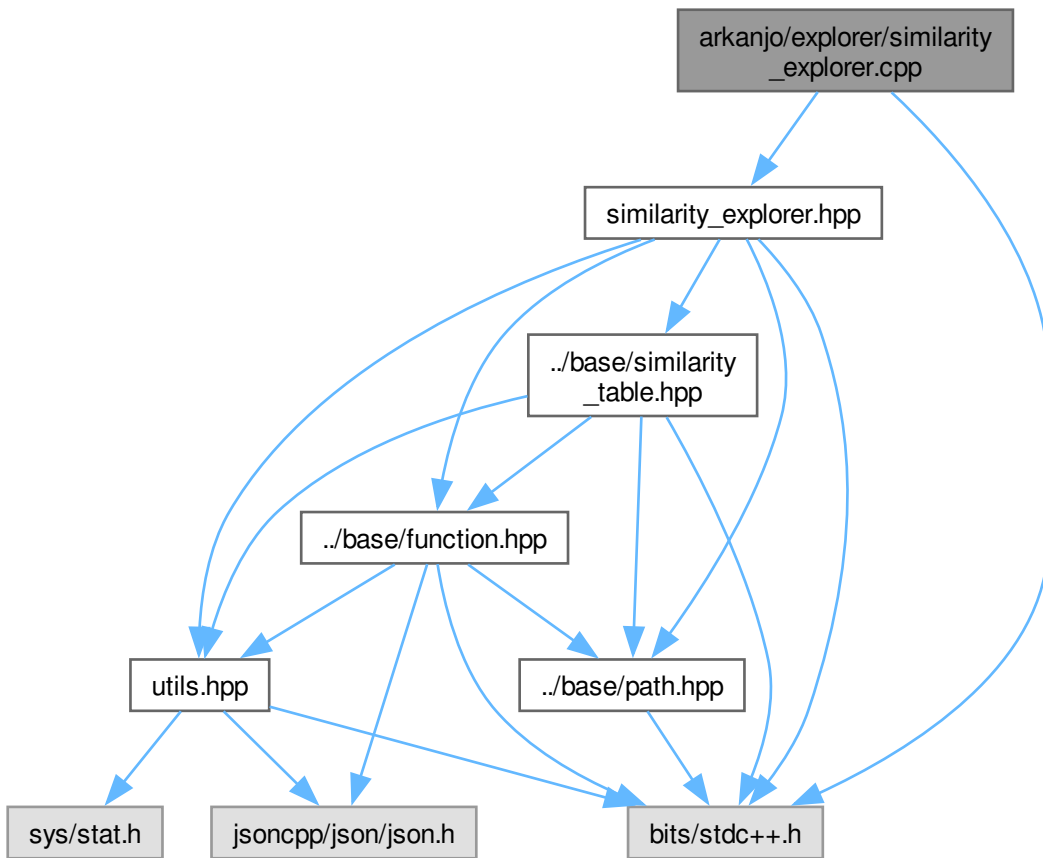 arkanjo/explorer/similarity
_explorer.cpp
similarity_explorer.hpp
../base/similarity
_table.hpp
../base/function.hpp
utils.hpp
../base/path.hpp
sys/stat.h
jsoncpp/json/json.h
bits/stdc++.h